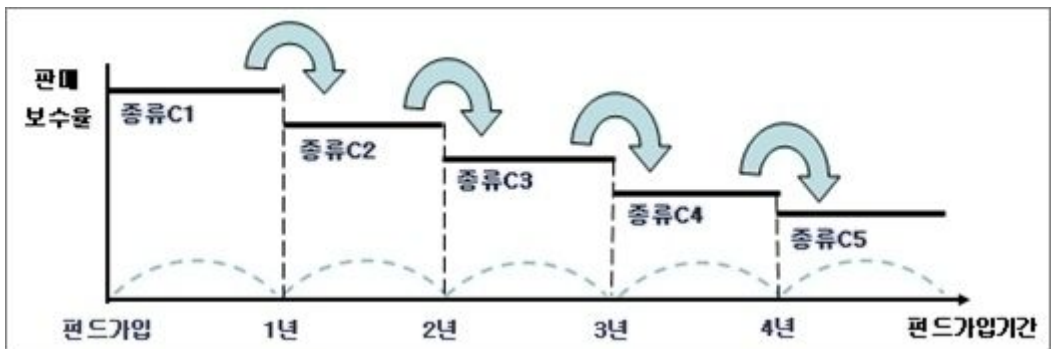 판매
보수율
종류C1
종류C2
종류C3
종류C4
종류C5
펀드가입
1년
2년
3년
4년
펀드가입기간